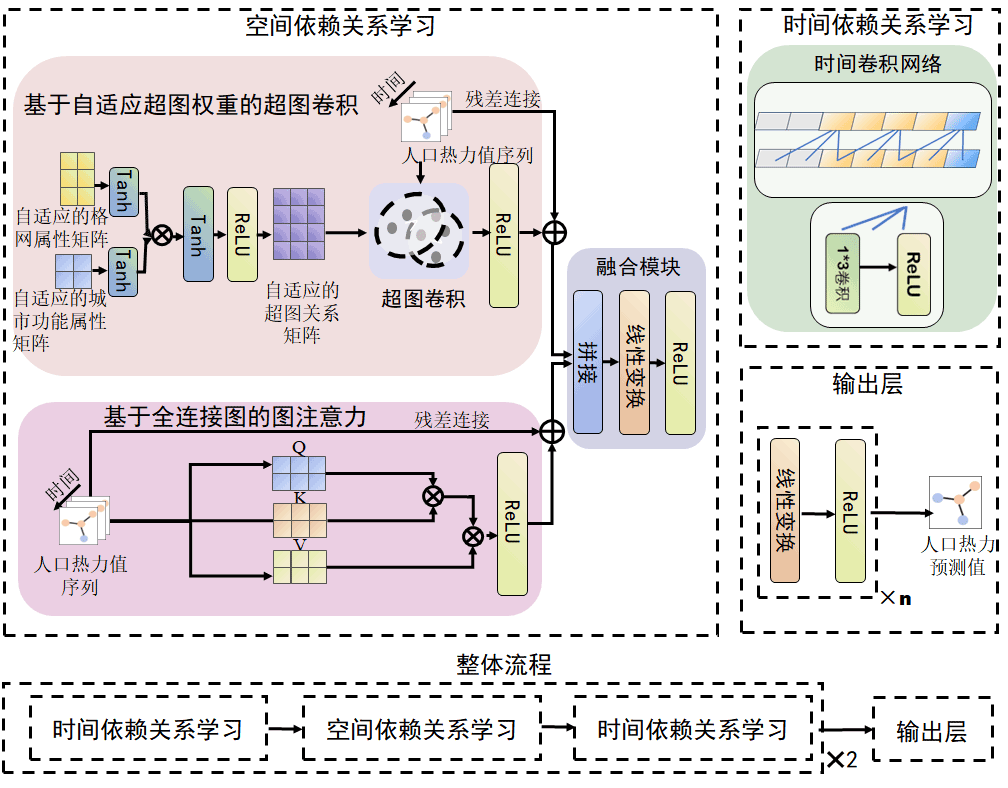 空间依赖关系学习
基于自适应超图权重的超图卷积
时间
残差连接
人口热力值序列
Tanh
自适应的格
网属性矩阵
Tanh
自适应的城
市功能属性
矩阵
Tanh
ReLU
自适应的
超图关系
矩阵
超图卷积
ReLU
融合模块
拼接
线性变换
ReLU
基于全连接图的图注意力
残差连接
时间
人口热力值
序列
Q
K
V
ReLU
时间依赖关系学习
时间卷积网络
1*3卷积
ReLU
输出层
线性变换
ReLU
×n
人口热力
预测值
整体流程
时间依赖关系学习
空间依赖关系学习
时间依赖关系学习
×2
输出层